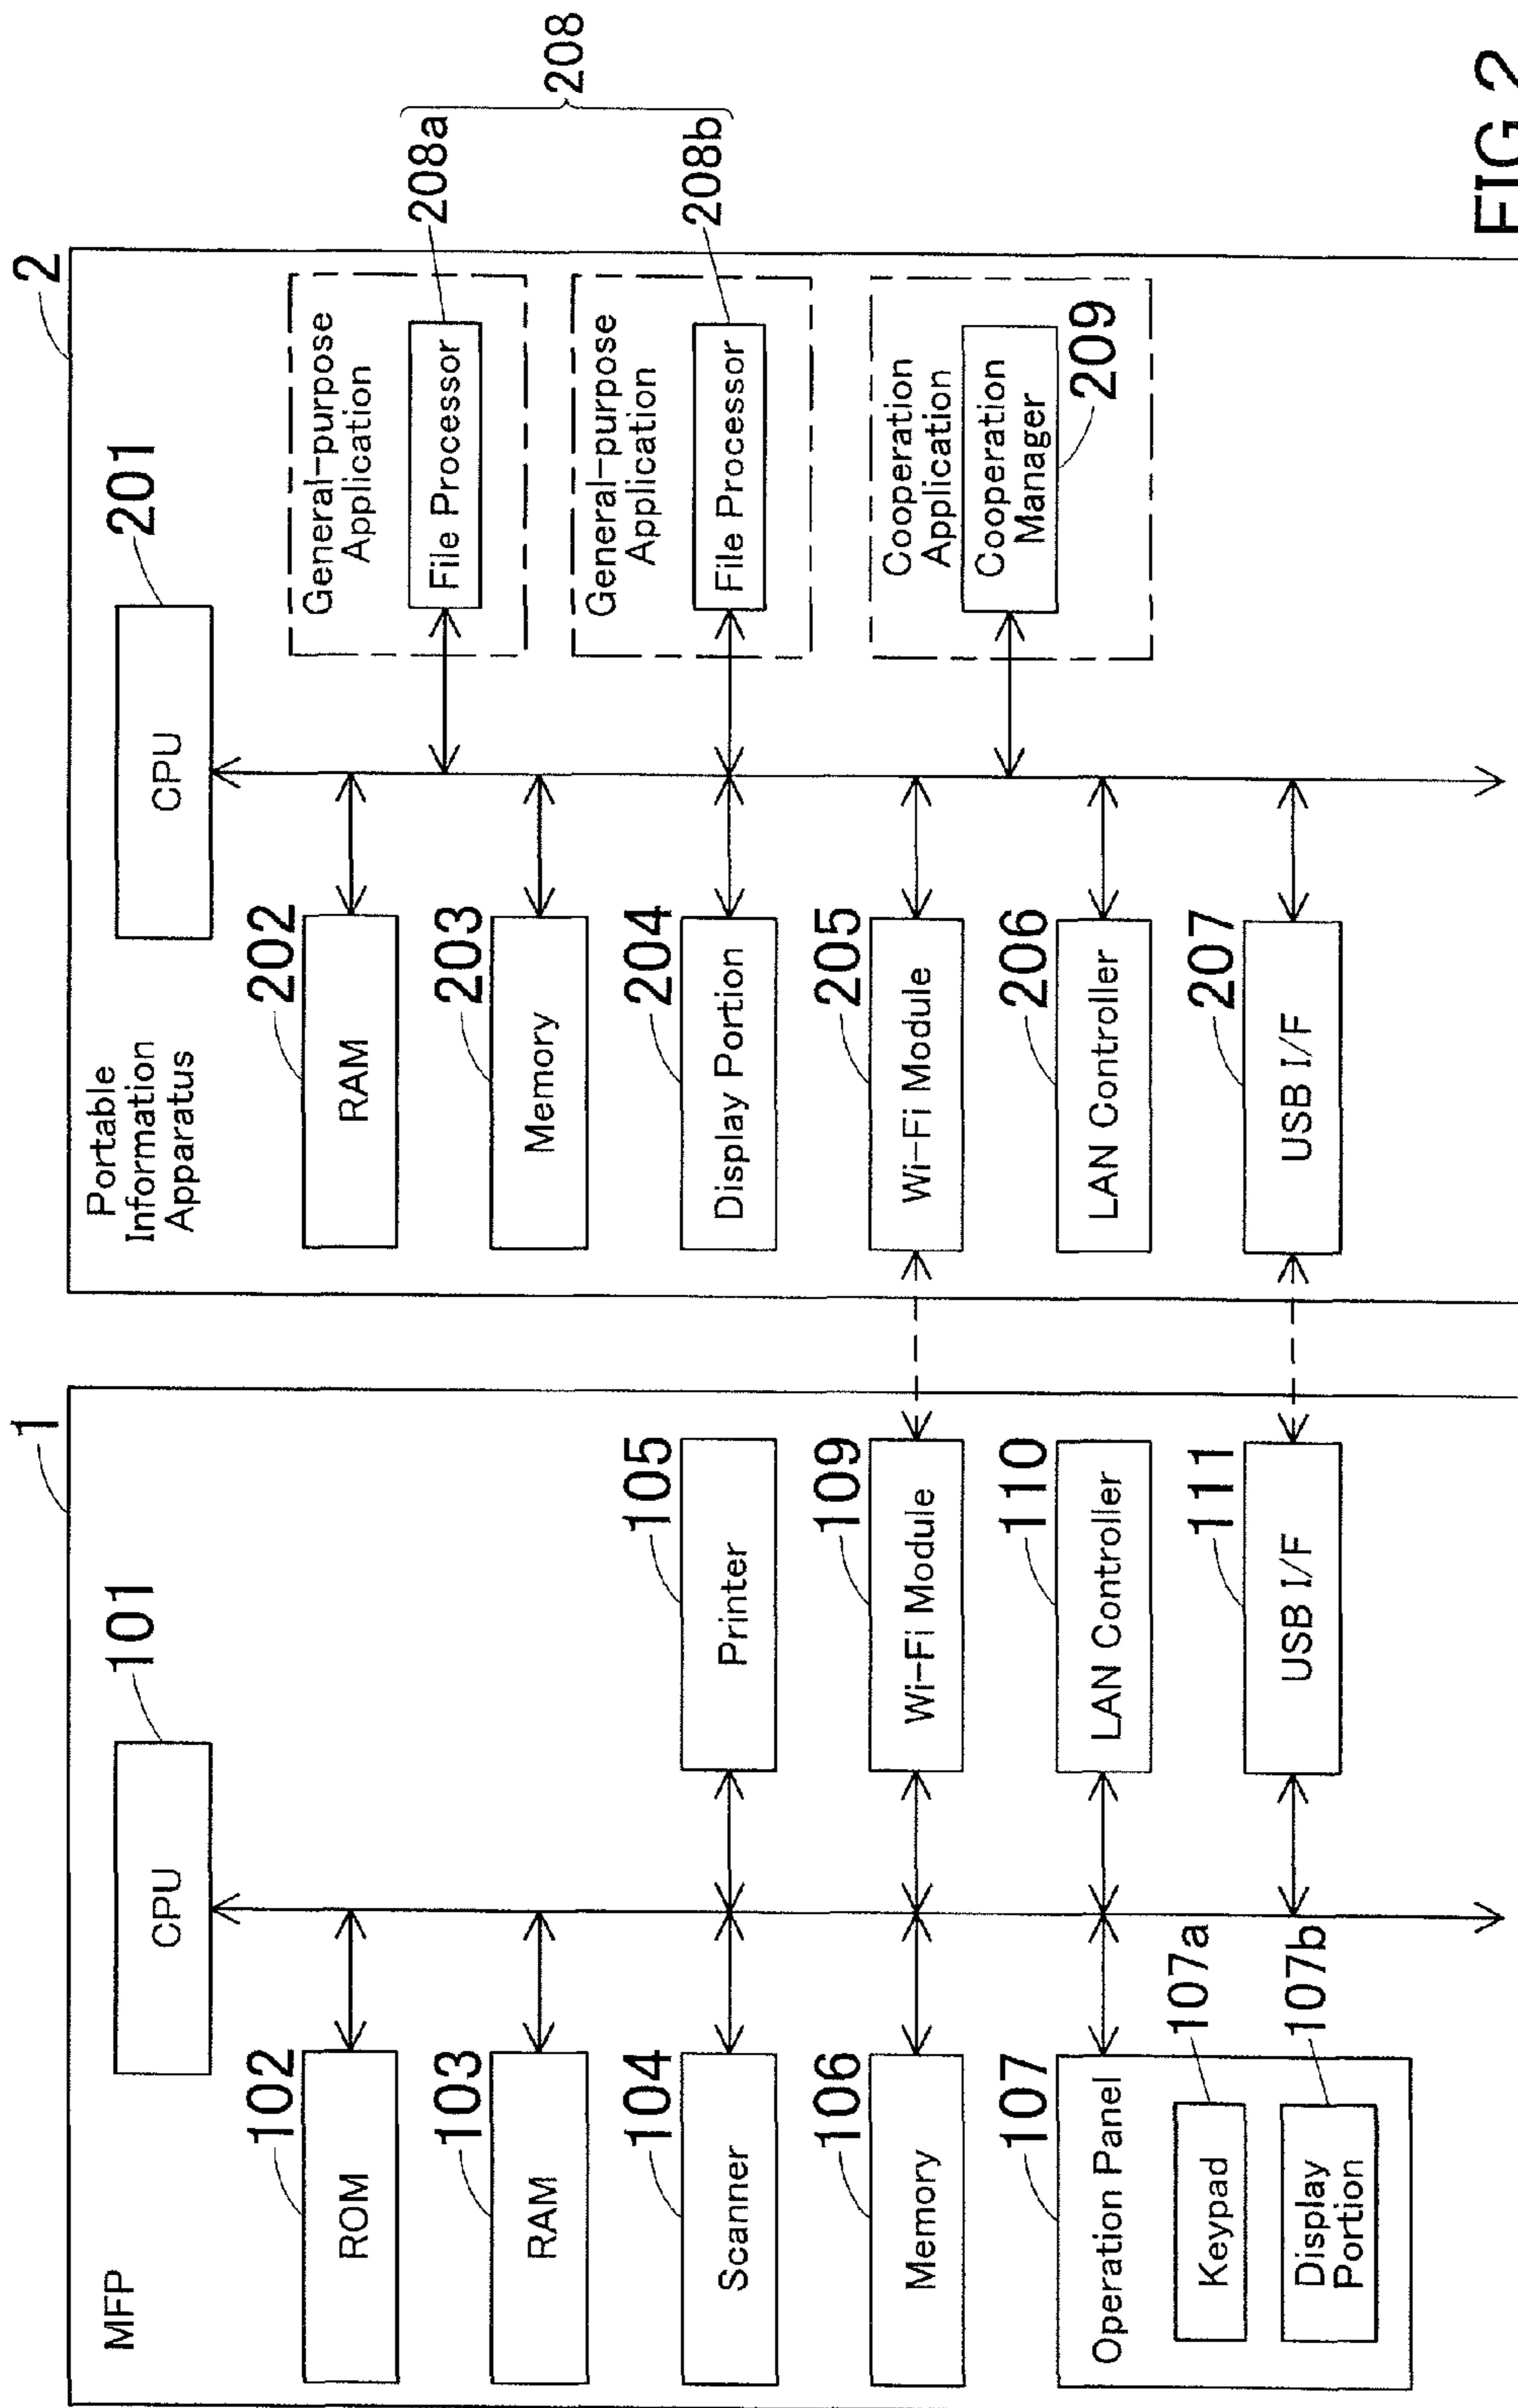 1
MFP
CPU
101
ROM
102
RAM
103
Scanner
104
Printer
105
Memory
106
Wi-Fi Module
109
Operation Panel
107
Keypad
107a
Display
Portion
107b
LAN Controller
110
USB I/F
111
2
Portable
Information
Apparatus
CPU
201
RAM
202
Memory
203
Display Portion
204
Wi-Fi Module
205
LAN Controller
206
USB I/F
207
General-purpose
Application
File Processor
208a
General-purpose
Application
File Processor
208b
208
Cooperation
Application
Cooperation
Manager
209
FIG.2